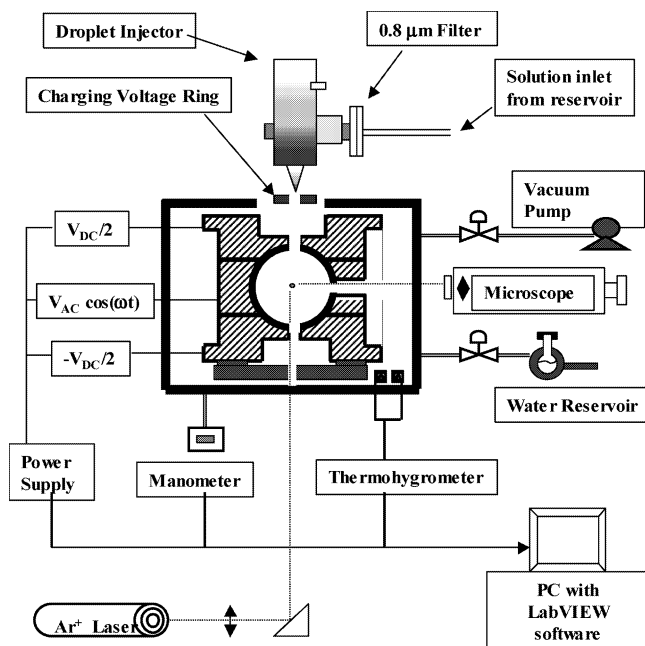 Droplet Injector
0.8 μm Filter
Charging Voltage Ring
Solution inlet
from reservoir
Vacuum
Pump
V_DC/2
V_AC cos(ωt)
Microscope
-V_DC/2
Water Reservoir
Power
Supply
Manometer
Thermohygrometer
Ar⁺ Laser
PC with
LabVIEW
software